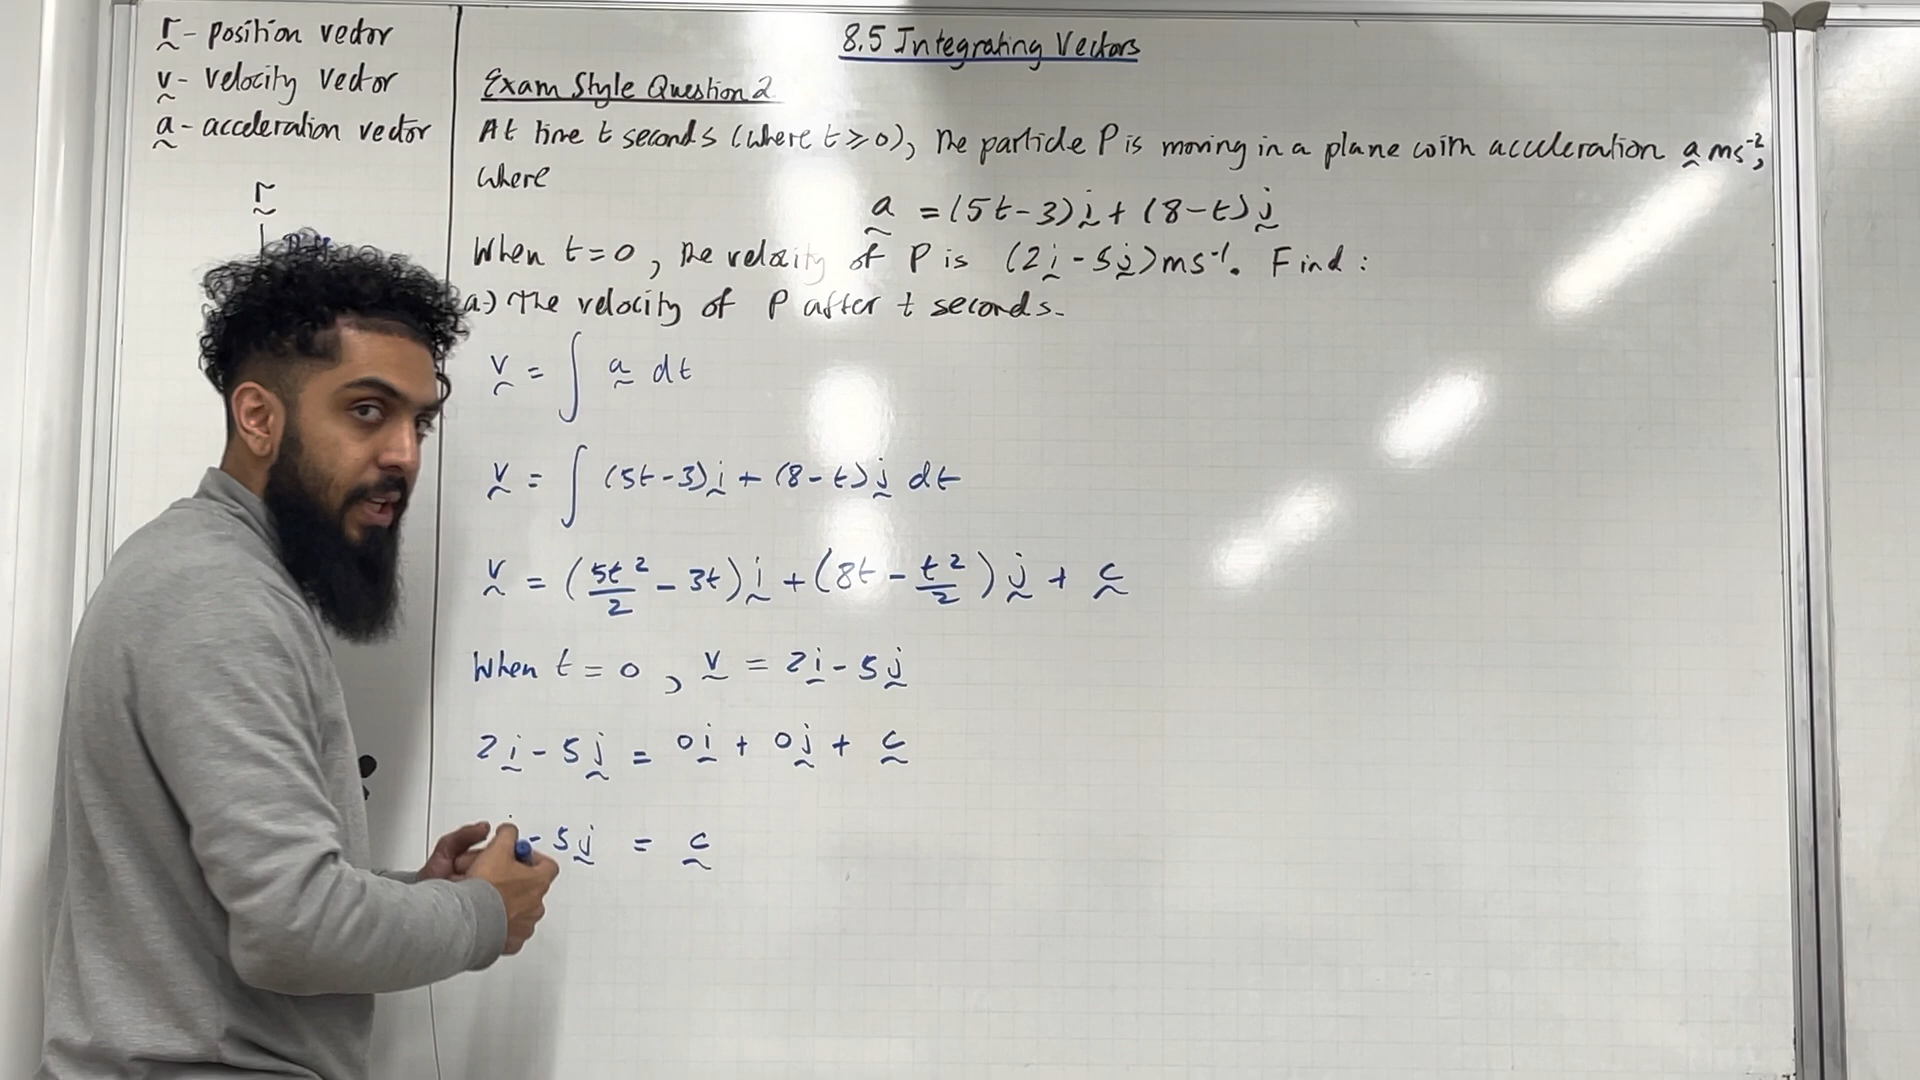 r - position vector
v - velocity vector
a - acceleration vector
r
8.5 Integrating Vectors
Exam Style Question 2
At time t seconds (where t ≥ 0), the particle P is moving in a plane with acceleration a ms⁻²,
where
a = (5t-3)i + (8-t)j
When t = 0, the velocity of P is (2i - 5j)ms⁻¹. Find :
a.) The velocity of P after t seconds.
v = ∫ a dt
v = ∫ (5t-3)i + (8-t)j dt
v = (5t²/2 - 3t)i + (8t - t²/2)j + c
When t = 0, v = 2i - 5j
2i - 5j = 0i + 0j + c
- 5j = c